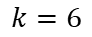 k = 6